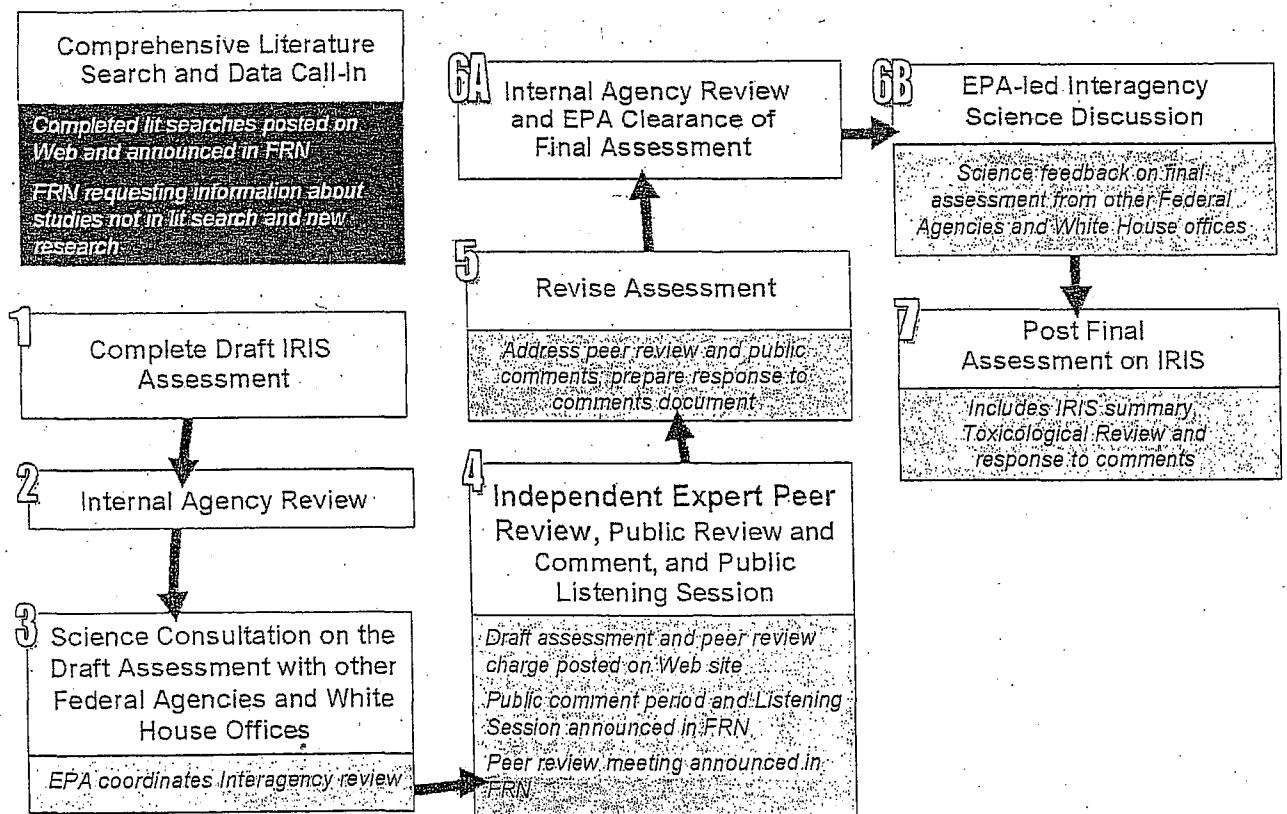 Comprehensive Literature
Search and Data Call-In
Completed lit searches posted on
Web and announced in FRN
FRN requesting information about
studies not in lit search and new
research
1
Complete Draft IRIS
Assessment
2
Internal Agency Review
3
Science Consultation on the
Draft Assessment with other
Federal Agencies and White
House Offices
EPA coordinates Interagency review
4
Independent Expert Peer
Review, Public Review and
Comment, and Public
Listening Session
Draft assessment and peer review
charge posted on Web site
Public comment period and Listening
Session announced in FRN
Peer review meeting announced in
FRN
5
Revise Assessment
Address peer review and public
comments; prepare response to
comments document
6A
Internal Agency Review
and EPA Clearance of
Final Assessment
6B
EPA-led Interagency
Science Discussion
Science feedback on final
assessment from other Federal
Agencies and White House offices
7
Post Final
Assessment on IRIS
Includes IRIS summary,
Toxicological Review and
response to comments